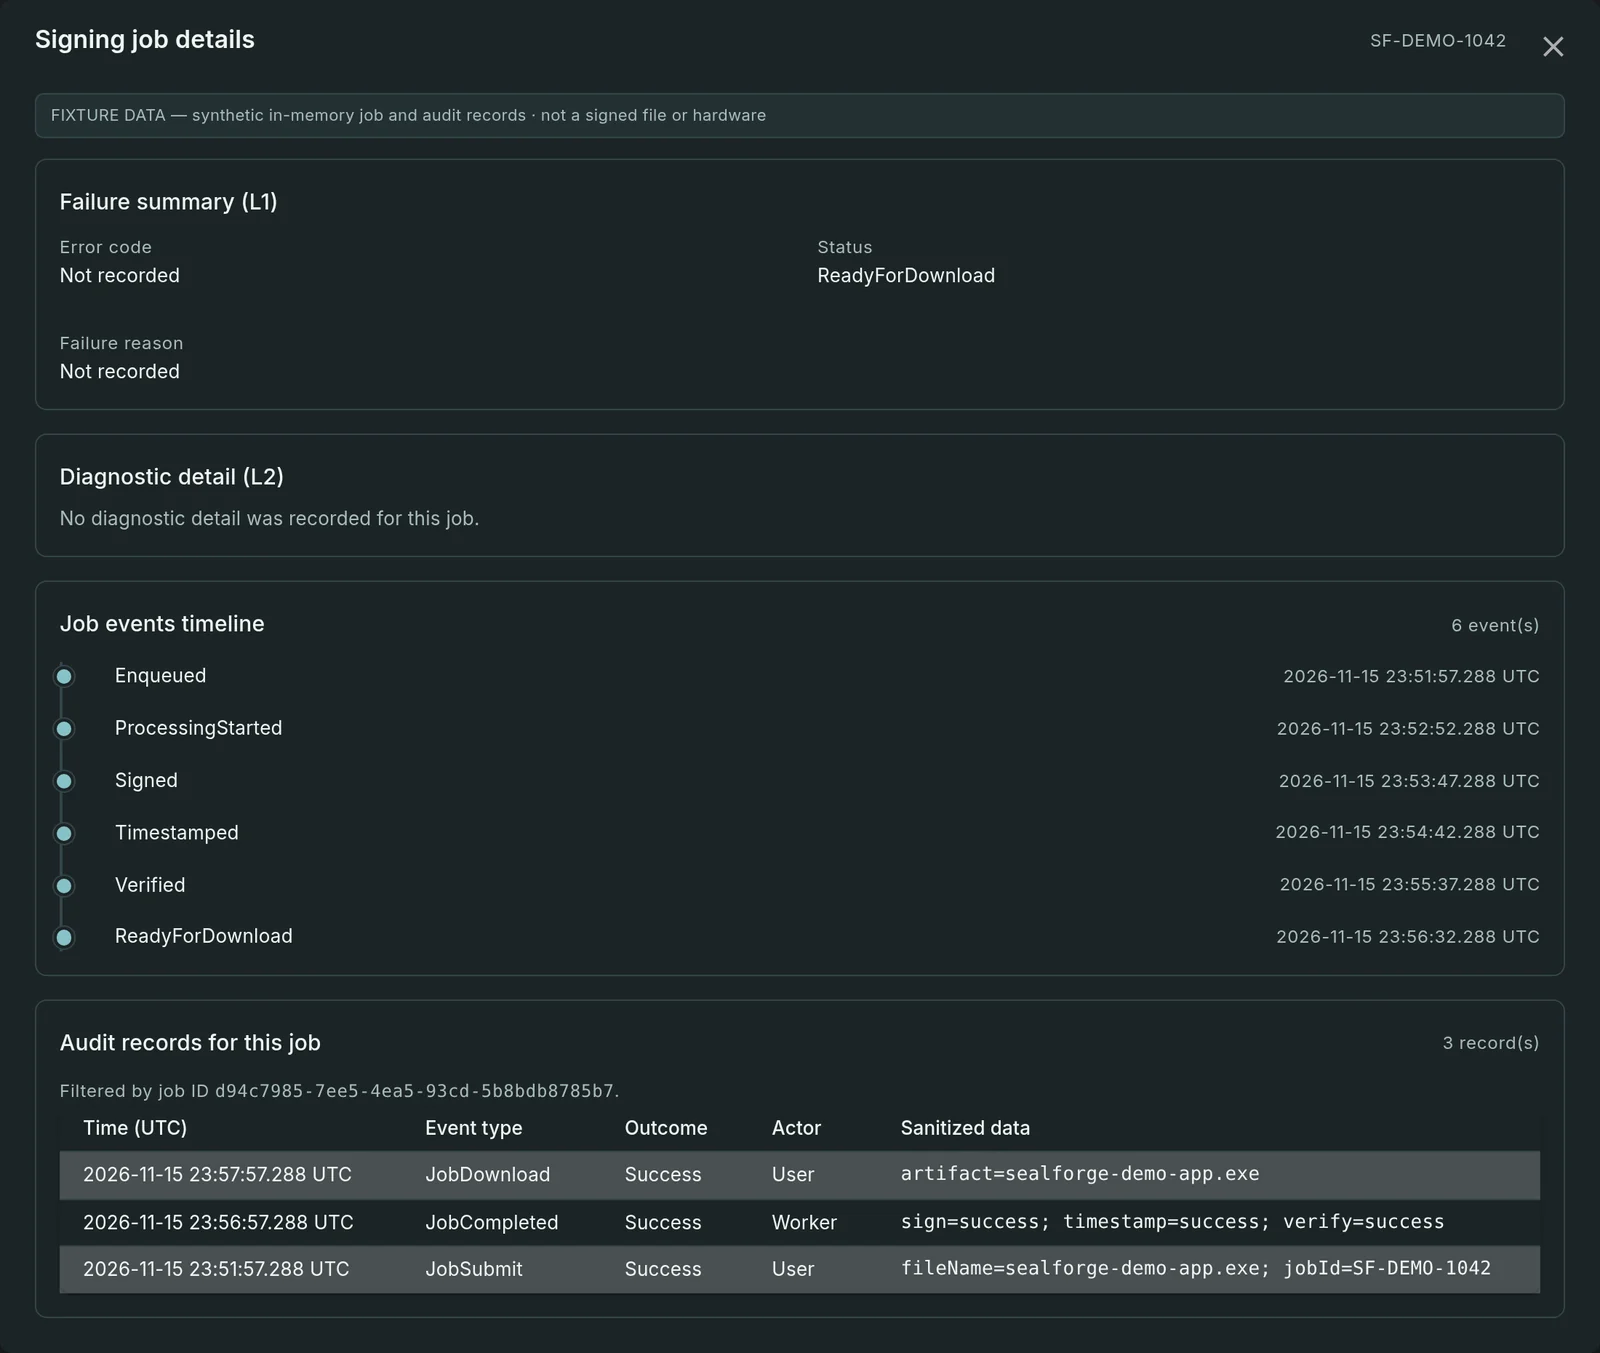 Signing job details SF-DEMO-1042
FIXTURE DATA — synthetic in-memory job and audit records · not a signed file or hardware
Failure summary (L1)
Error code Status
Not recorded ReadyForDownload
Failure reason
Not recorded
Diagnostic detail (L2)
No diagnostic detail was recorded for this job.
Job events timeline 6 event(s)
Enqueued 2026-11-15 23:51:57.288 UTC
ProcessingStarted 2026-11-15 23:52:52.288 UTC
Signed 2026-11-15 23:53:47.288 UTC
Timestamped 2026-11-15 23:54:42.288 UTC
Verified 2026-11-15 23:55:37.288 UTC
ReadyForDownload 2026-11-15 23:56:32.288 UTC
Audit records for this job 3 record(s)
Filtered by job ID d94c7985-7ee5-4ea5-93cd-5b8bdb8785b7.
Time (UTC) Event type Outcome Actor Sanitized data
2026-11-15 23:57:57.288 UTC JobDownload Success User artifact=sealforge-demo-app.exe
2026-11-15 23:56:57.288 UTC JobCompleted Success Worker sign=success; timestamp=success; verify=success
2026-11-15 23:51:57.288 UTC JobSubmit Success User fileName=sealforge-demo-app.exe; jobId=SF-DEMO-1042